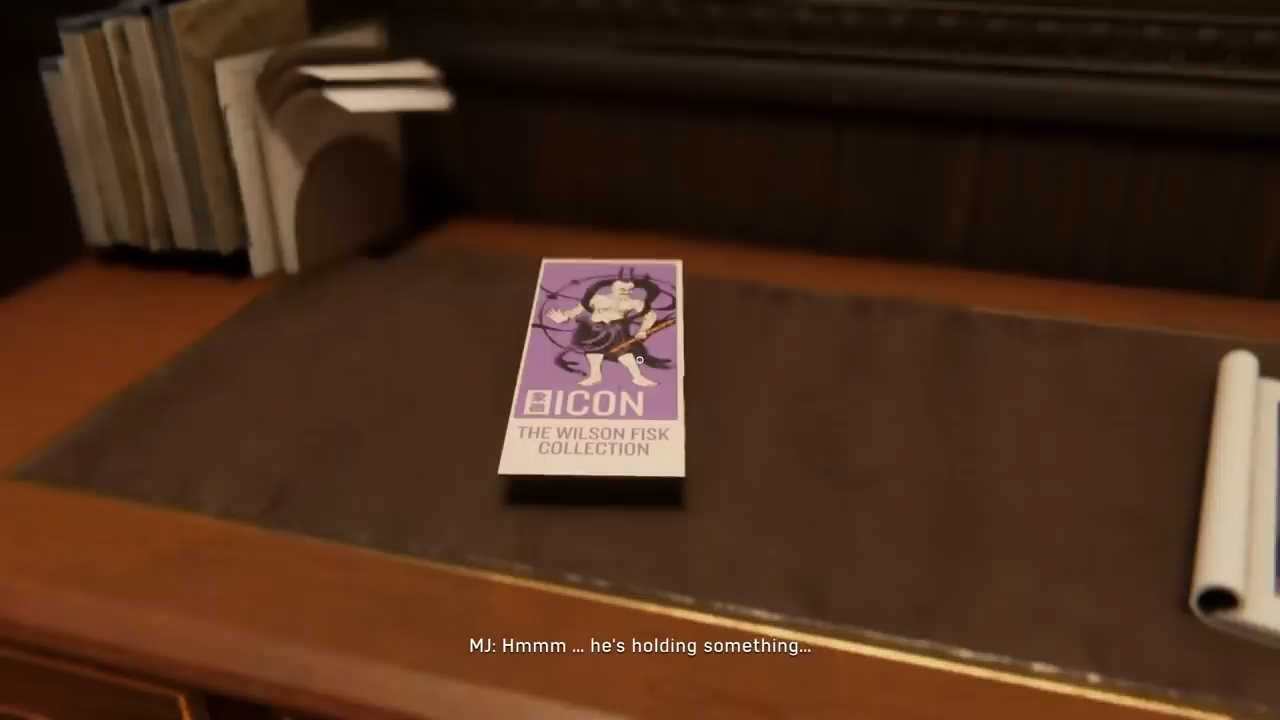 ICON
THE WILSON FISK
COLLECTION
MJ: Hmmm ... he's holding something...